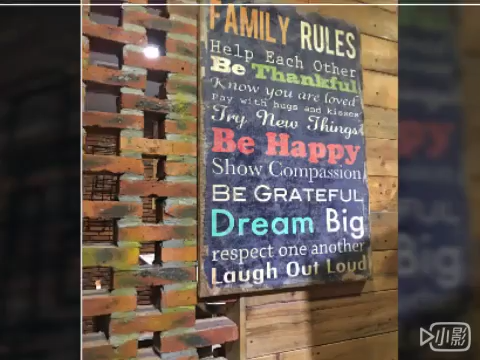 FAMILY RULES
Help Each Other
Be Thankful
Know you are loved
Pay with hugs and kisses
Try New Things
Be Happy
Show Compassion
BE GRATEFUL
Dream Big
respect one another
Laugh Out Loud
小影